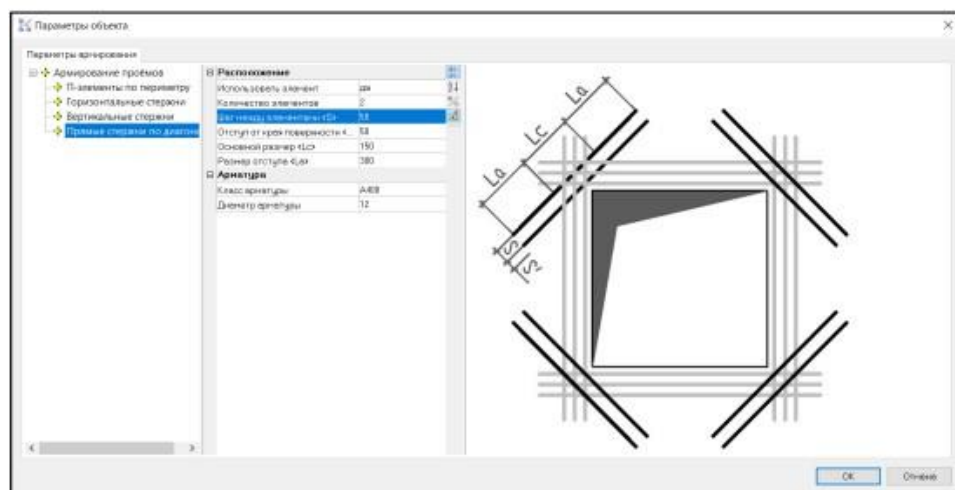 Параметры объекта
Параметры армирования
Армирование проёмов
П-элементы по периметру
Горизонтальные стержни
Вертикальные стержни
Прямые стержни по диагона
Расположение
Использовать элемент да
Количество элементов 2
Шаг между элементами <S> 50
Отступ от края поверхности <... 50
Основной размер <Lc> 150
Размер отступа <La> 300
Арматура
Класс арматуры A400
Диаметр арматуры 12
La
Lc
La
S
S'
OK Отмена